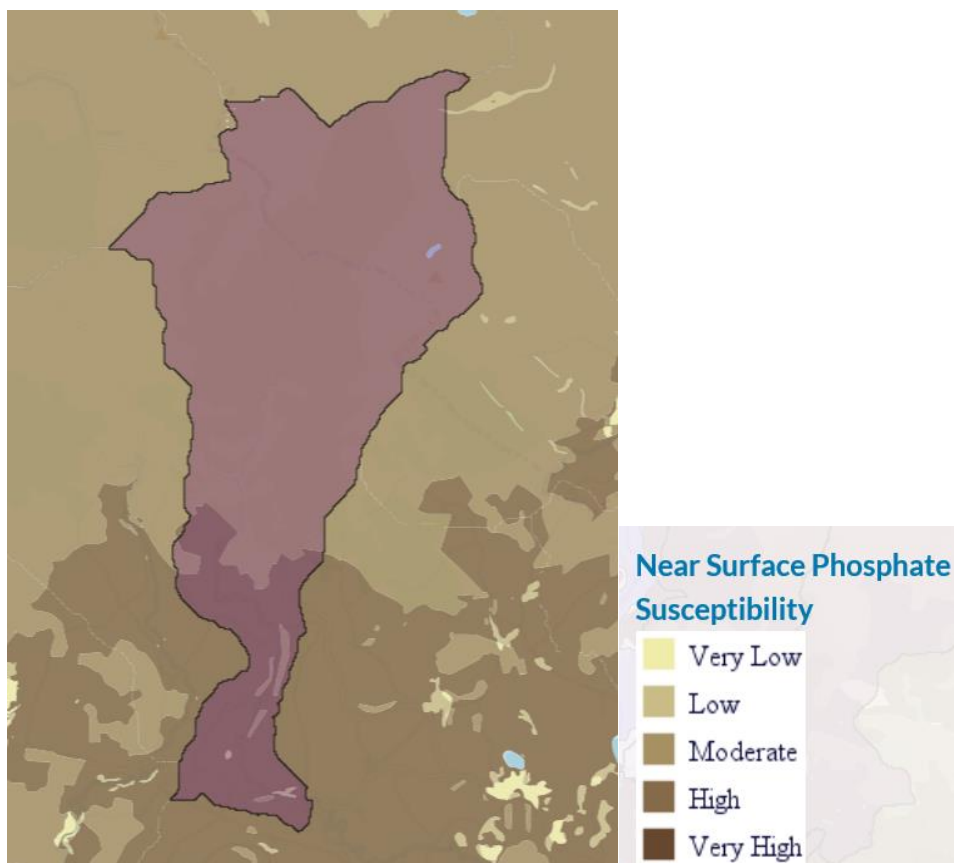 Near Surface Phosphate
Susceptibility
Very Low
Low
Moderate
High
Very High